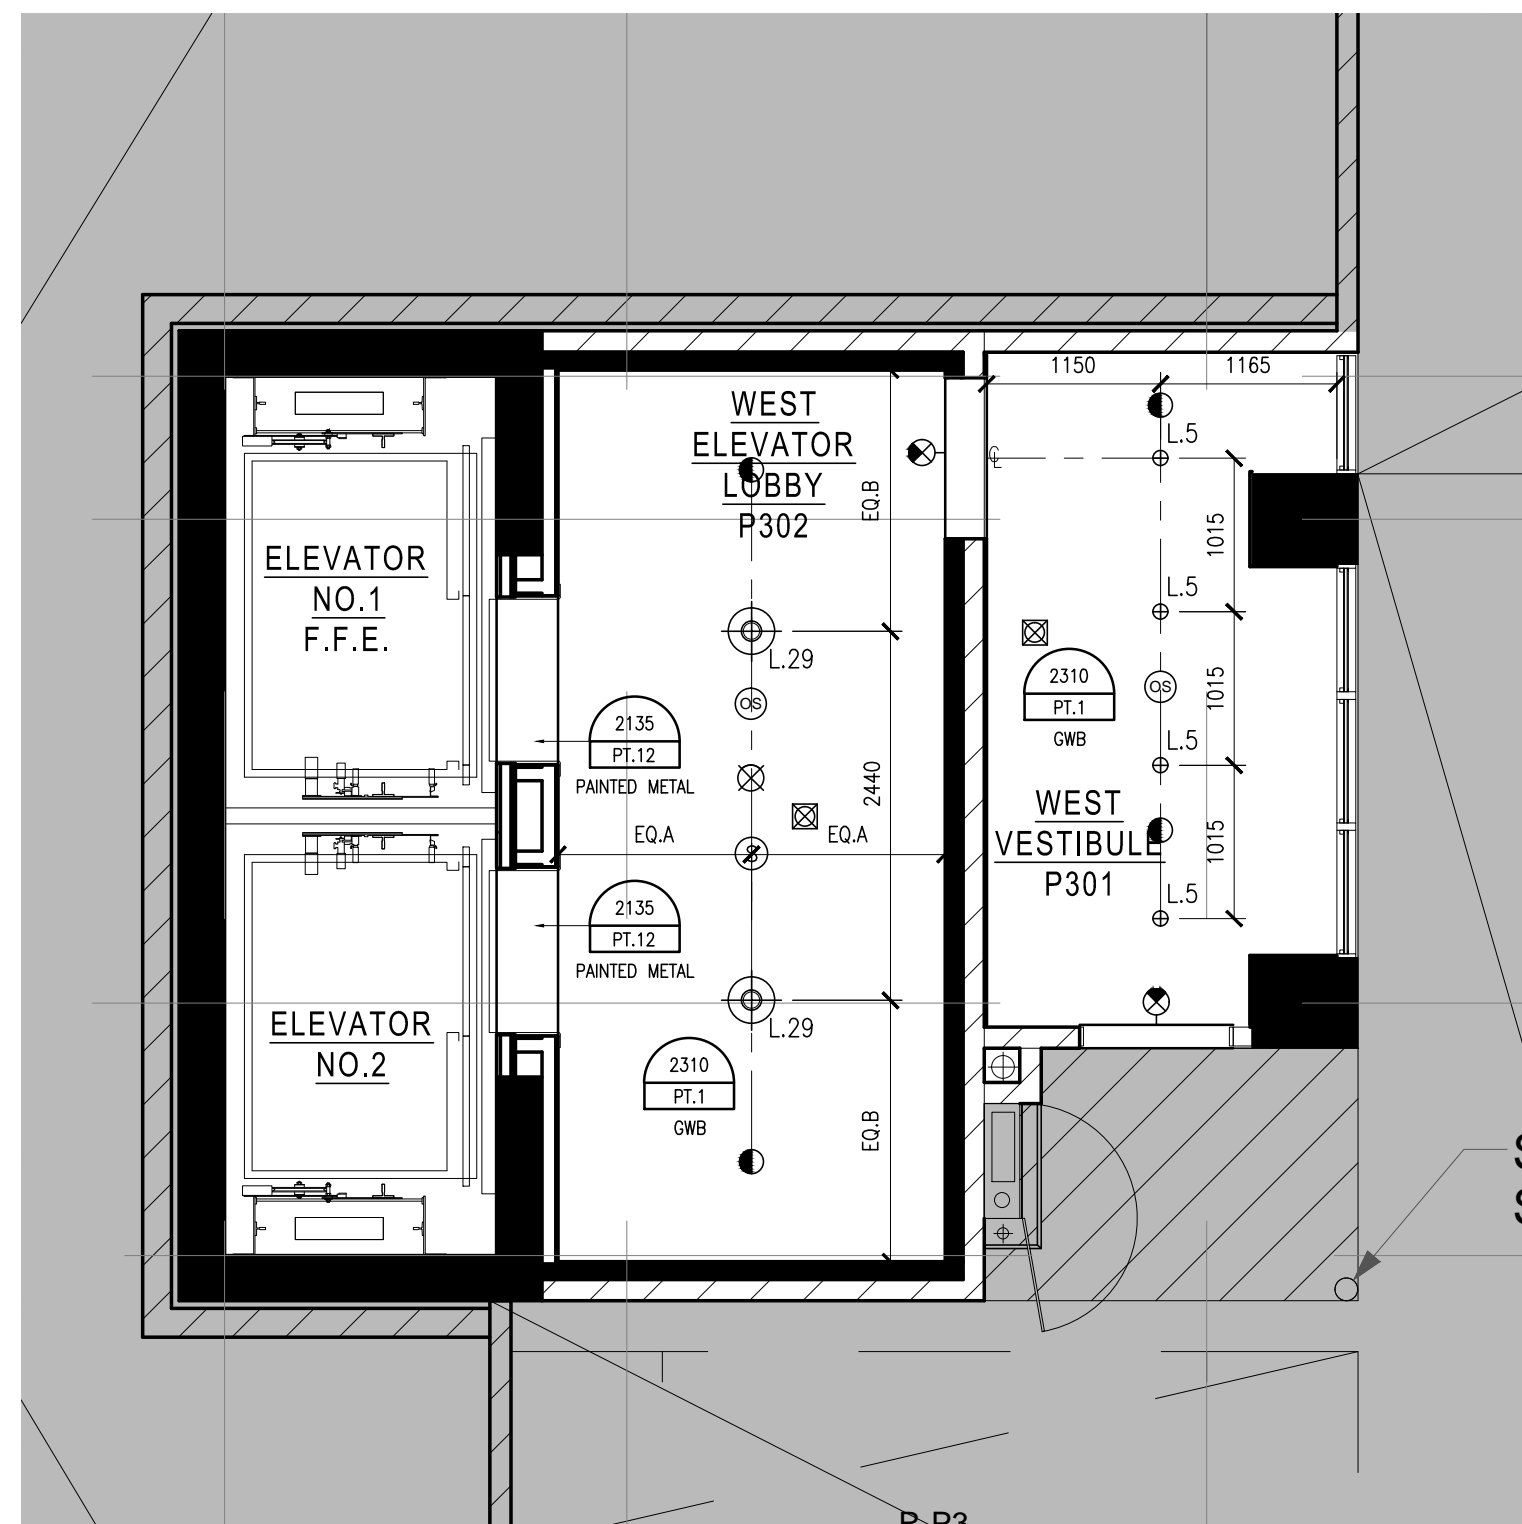 1150
1165
WEST
ELEVATOR
LOBBY
P302
L.5
℄
EQ.B
1015
ELEVATOR
NO.1
F.F.E.
L.5
L.29
2310
PT.1
GWB
OS
1015
OS
2135
PT.12
PAINTED METAL
L.5
2440
WEST
VESTIBULE
P301
EQ.A
EQ.A
S
1015
L.5
2135
PT.12
PAINTED METAL
ELEVATOR
NO.2
L.29
2310
PT.1
GWB
EQ.B